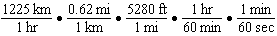 1225 km/1 hr • 0.62 mi/1 km • 5280 ft/1 mi • 1 hr/60 min • 1 min/60 sec